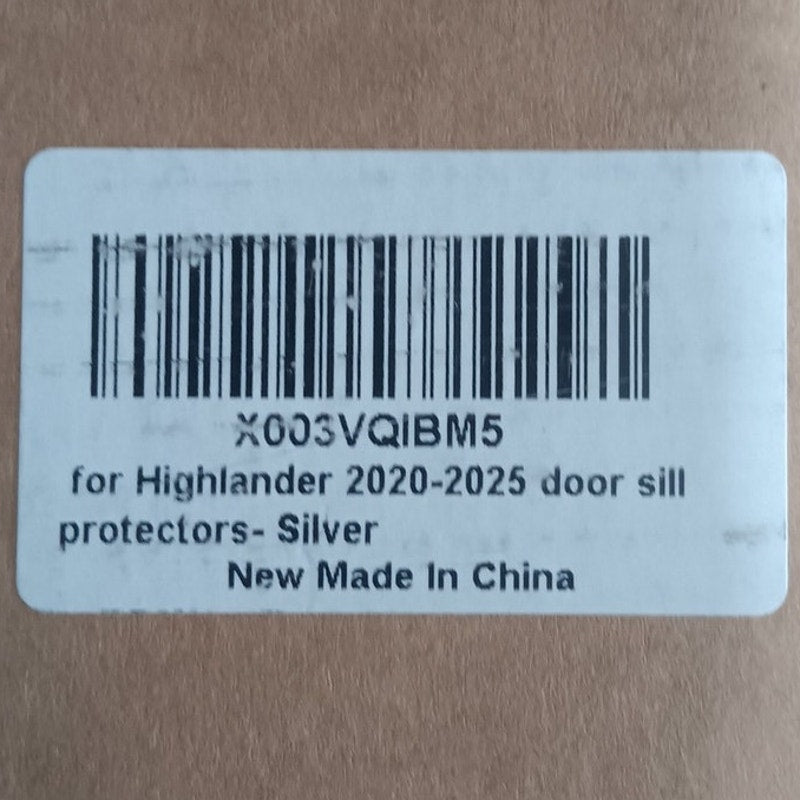 X003VQIBM5
for Highlander 2020-2025 door sill
protectors- Silver
New Made In China